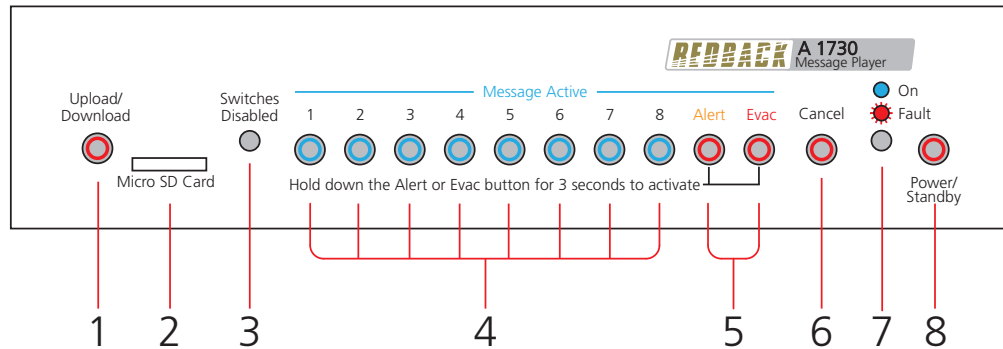 REDBACK A 1730
Message Player
Upload/
Download
Switches
Disabled
Message Active
1 2 3 4 5 6 7 8 Alert Evac
Cancel
On
Fault
Micro SD Card
Hold down the Alert or Evac button for 3 seconds to activate
Power/
Standby
1 2 3 4 5 6 7 8